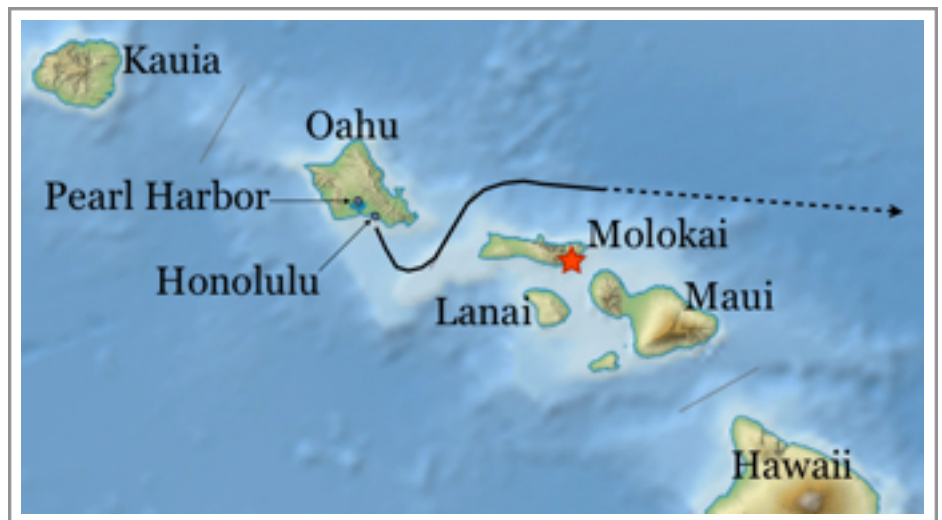 Kauia
Oahu
Pearl Harbor
Honolulu
Molokai
Lanai
Maui
Hawaii